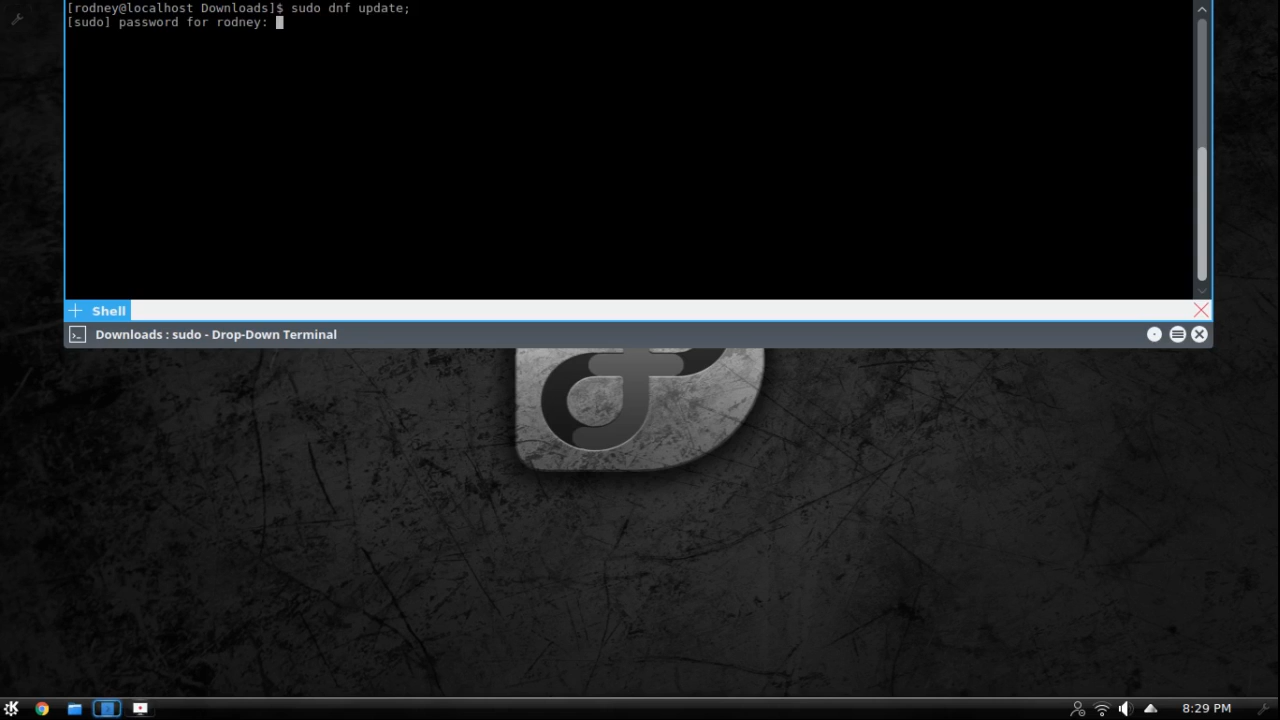 [rodney@localhost Downloads]$ sudo dnf update;
[sudo] password for rodney:
Shell
Downloads : sudo - Drop-Down Terminal
8:29 PM